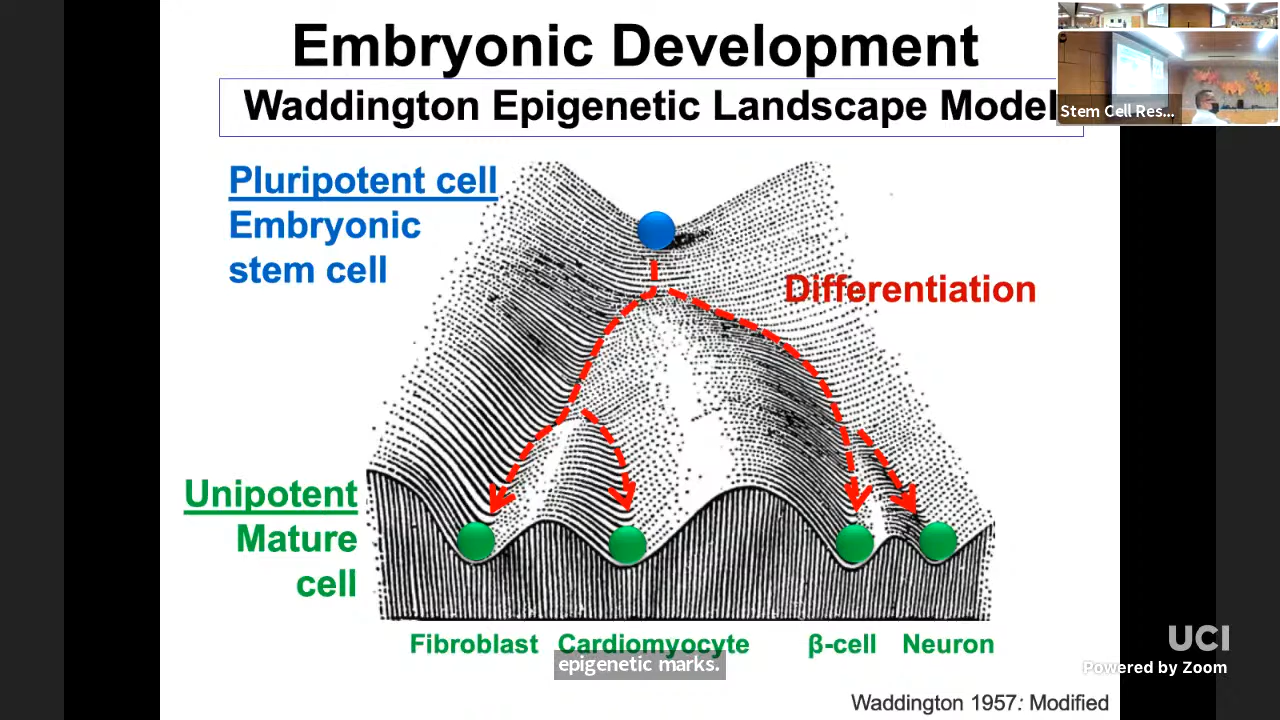 Embryonic Development
Waddington Epigenetic Landscape Model
Stem Cell Res...
Pluripotent cell
Embryonic
stem cell
Differentiation
Unipotent
Mature
cell
Fibroblast Cardiomyocyte β-cell Neuron
epigenetic marks.
UCI
Powered by Zoom
Waddington 1957: Modified